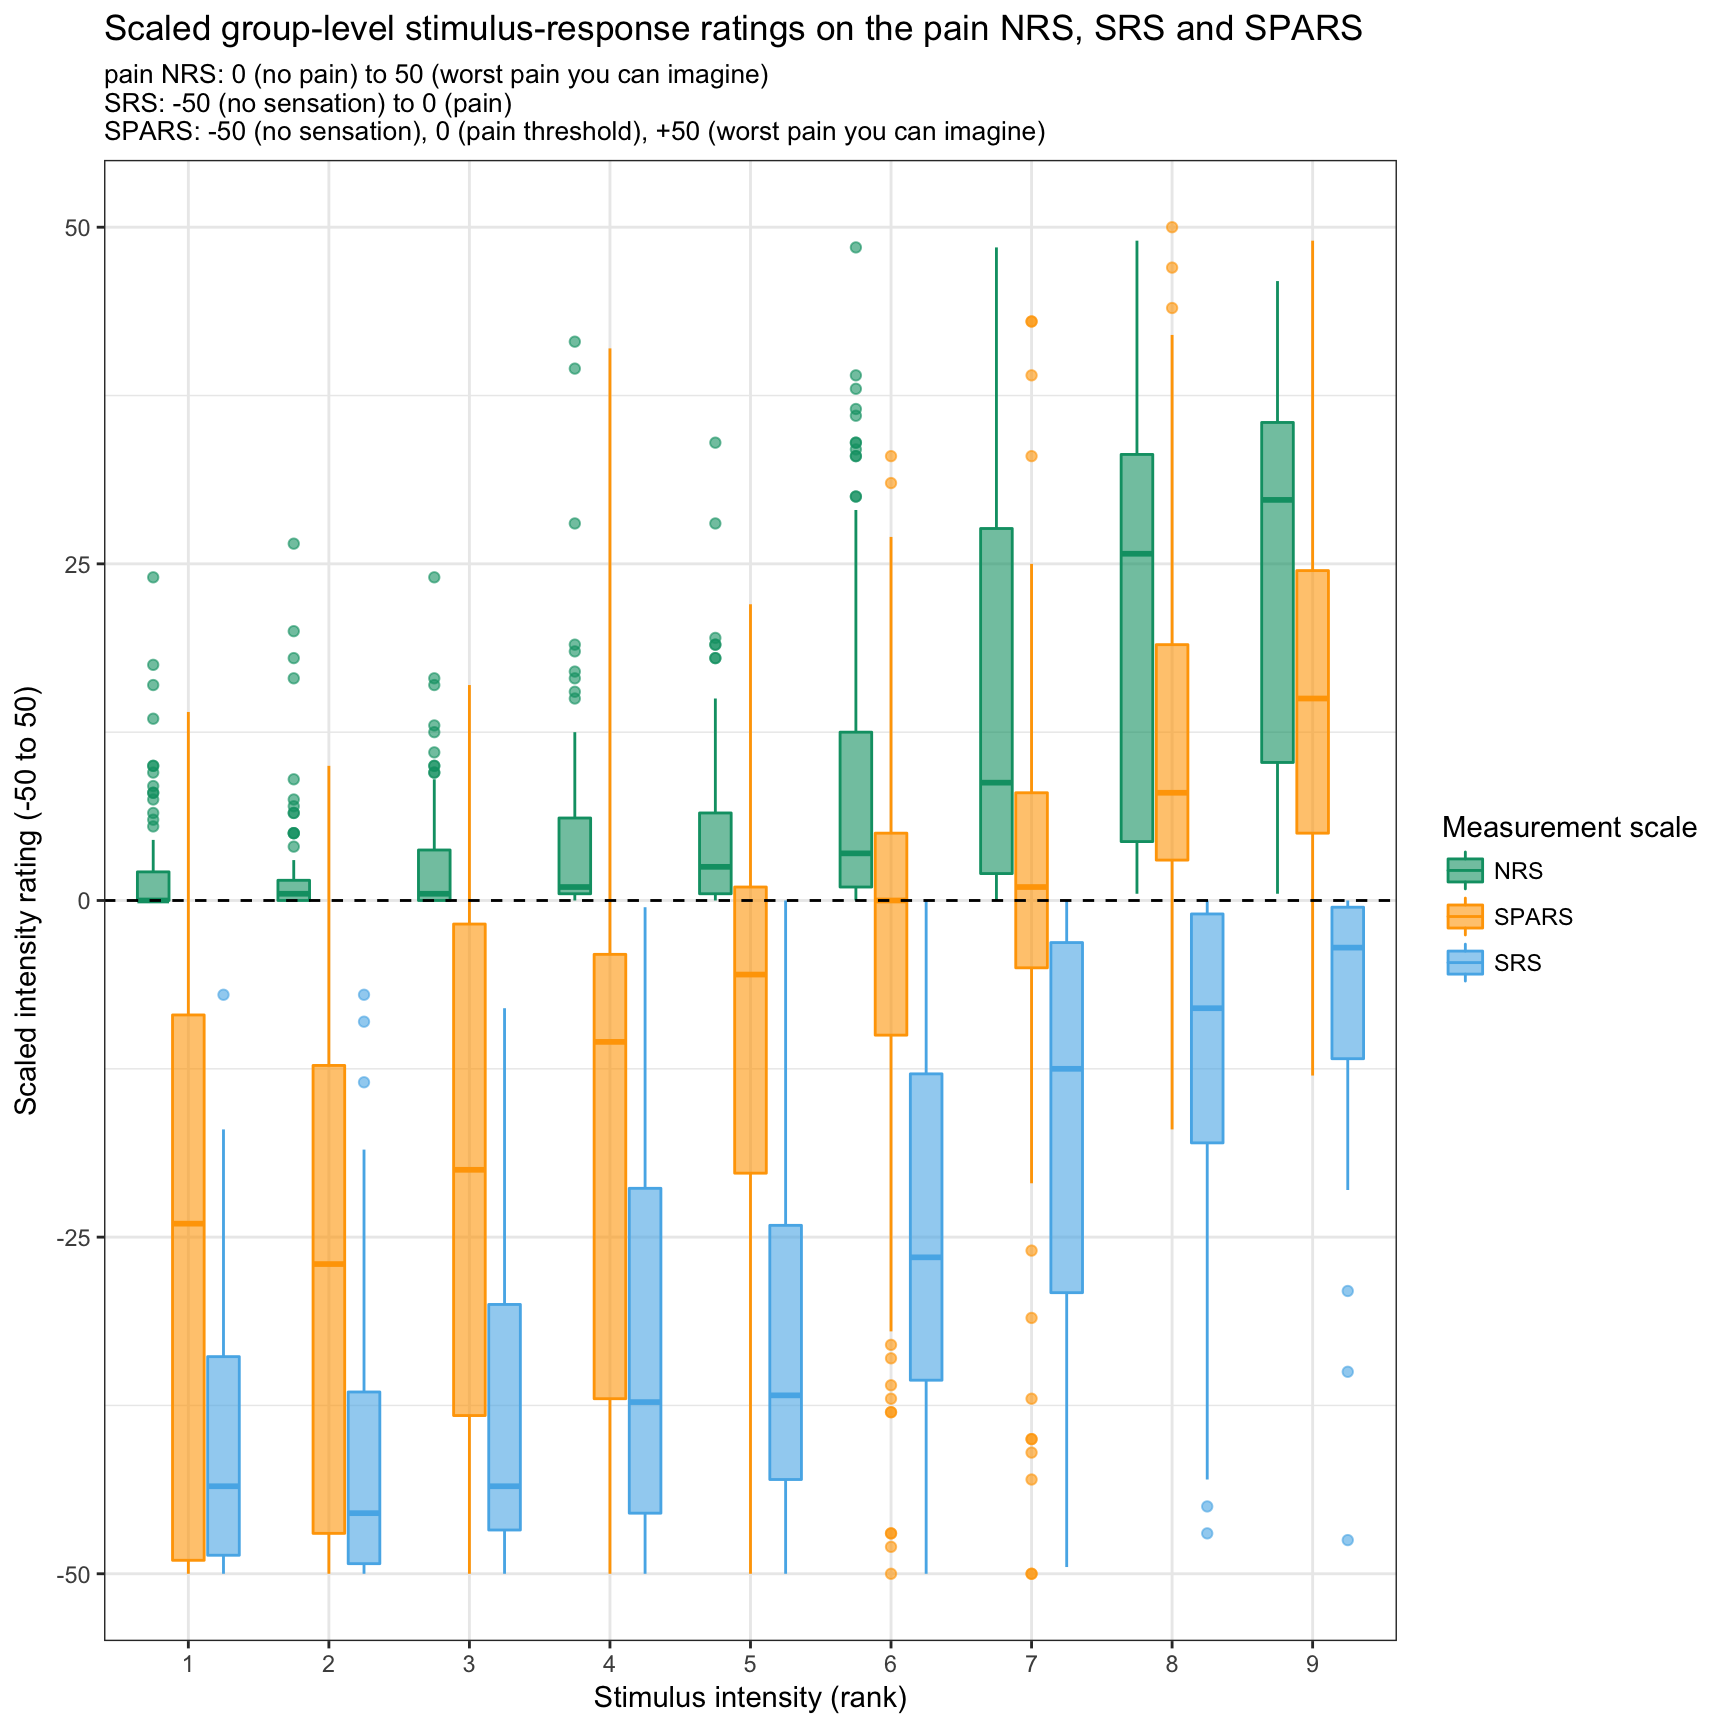 Scaled group-level stimulus-response ratings on the pain NRS, SRS and SPARS
pain NRS: 0 (no pain) to 50 (worst pain you can imagine)
SRS: -50 (no sensation) to 0 (pain)
SPARS: -50 (no sensation), 0 (pain threshold), +50 (worst pain you can imagine)
Scaled intensity rating (-50 to 50)
50
25
0
-25
-50
1 2 3 4 5 6 7 8 9
Stimulus intensity (rank)
Measurement scale
NRS
SPARS
SRS